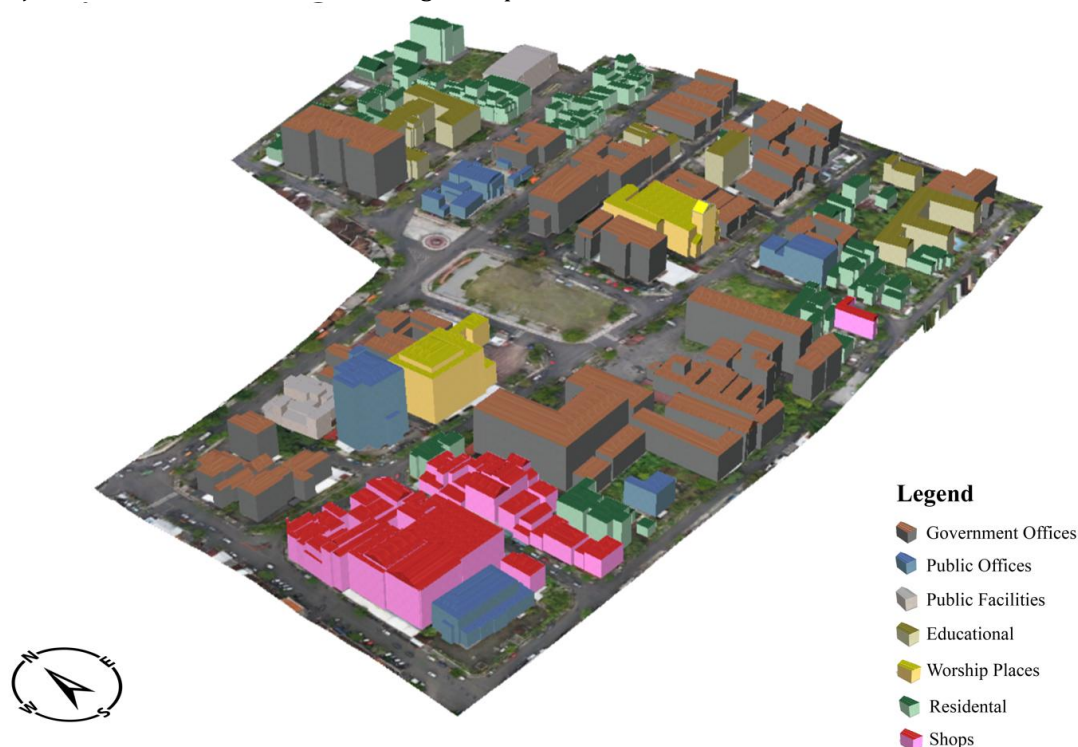 Legend
Government Offices
Public Offices
Public Facilities
Educational
Worship Places
Residental
Shops
N
E
W
S